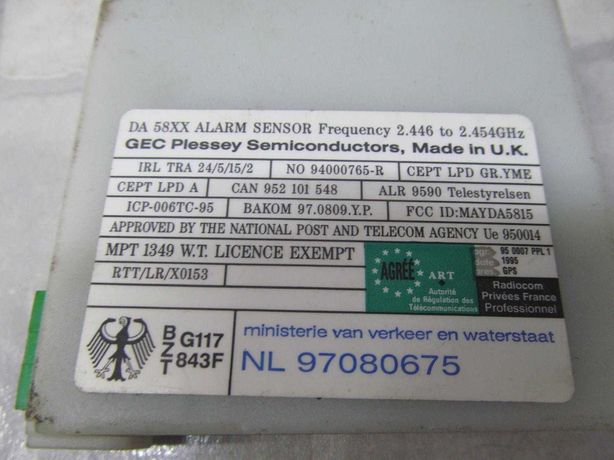 DA 58XX ALARM SENSOR Frequency 2.446 to 2.454GHz
GEC Plessey Semiconductors, Made in U.K.
IRL TRA 24/5/15/2 NO 94000765-R CEPT LPD GR.YME
CEPT LPD A CAN 952 101 548 ALR 9590 Telestyrelsen
ICP-006TC-95 BAKOM 97.0809.Y.P. FCC ID:MAYDA5815
APPROVED BY THE NATIONAL POST AND TELECOM AGENCY Ue 950014
MPT 1349 W.T. LICENCE EXEMPT
RTT/LR/X0153
AGRÉÉ
ART
Autorité
de Régulation des
Télécommunications
agr: 95 0007 PPL 1
date 1995
GPS
Radiocom
Privées France
Professionnel
BZT
G117
843F
ministerie van verkeer en waterstaat
NL 97080675